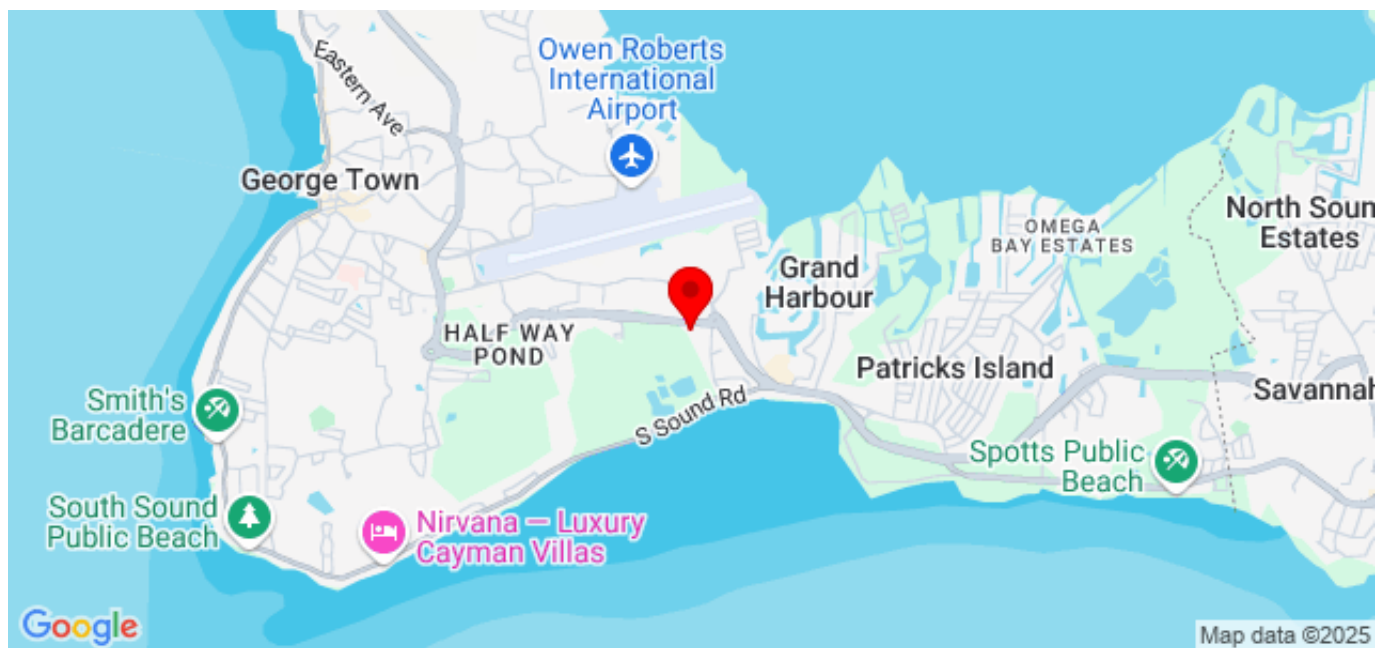 Eastern Ave
Owen Roberts
International
Airport
George Town
North Soun
Estates
OMEGA
BAY ESTATES
Grand
Harbour
HALF WAY
POND
Patricks Island
Savannah
Smith's
Barcadere
S Sound Rd
Spotts Public
Beach
South Sound
Public Beach
Nirvana — Luxury
Cayman Villas
Google
Map data ©2025